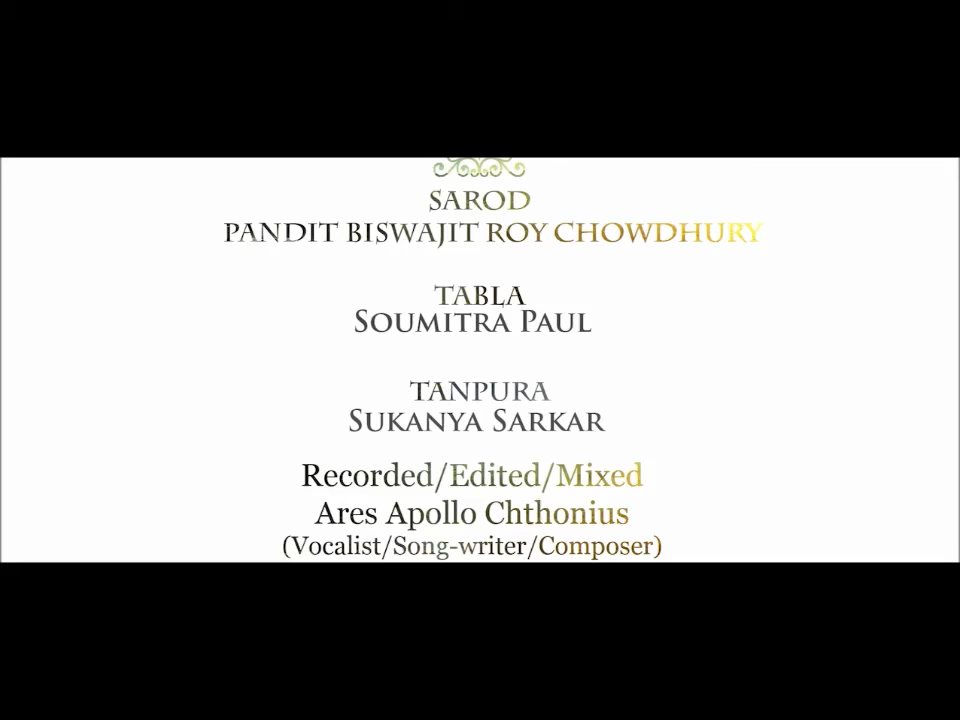 SAROD
PANDIT BISWAJIT ROY CHOWDHURY
TABLA
SOUMITRA PAUL
TANPURA
SUKANYA SARKAR
Recorded/Edited/Mixed
Ares Apollo Chthonius
(Vocalist/Song-writer/Composer)